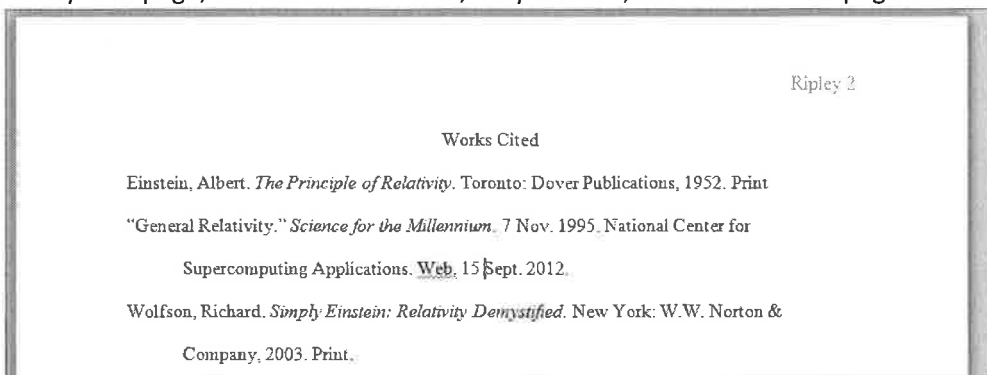 Ripley 2
Works Cited
Einstein, Albert. The Principle of Relativity. Toronto: Dover Publications, 1952. Print
“General Relativity.” Science for the Millennium. 7 Nov. 1995. National Center for
Supercomputing Applications. Web. 15 Sept. 2012.
Wolfson, Richard. Simply Einstein: Relativity Demystified. New York: W.W. Norton &
Company, 2003. Print.